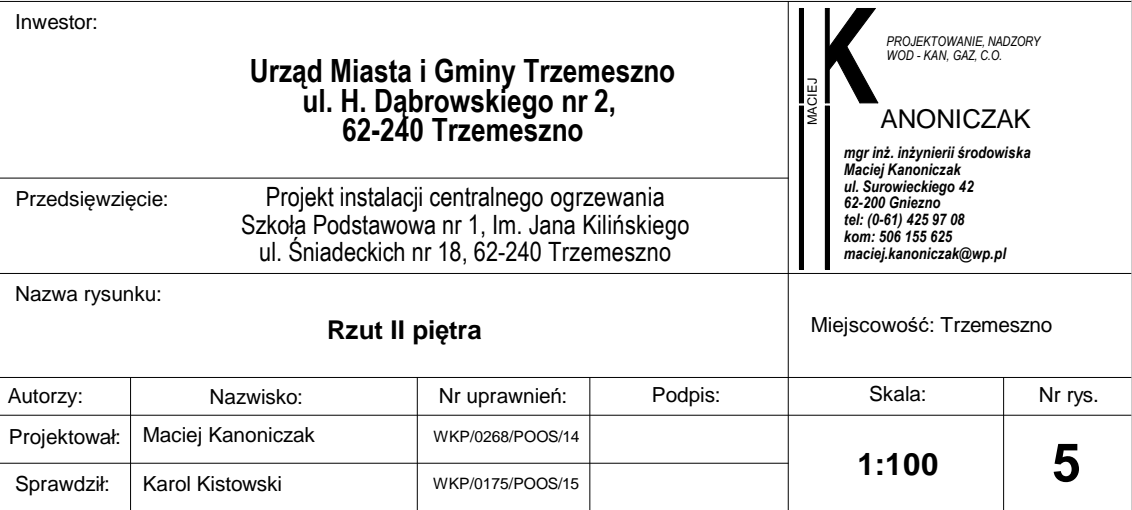 Inwestor:
Urząd Miasta i Gminy Trzemeszno
ul. H. Dąbrowskiego nr 2,
62-240 Trzemeszno
PROJEKTOWANIE, NADZORY
WOD - KAN, GAZ, C.O.
MACIEJ
K
ANONICZAK
mgr inż. inżynierii środowiska
Maciej Kanoniczak
ul. Surowieckiego 42
62-200 Gniezno
tel: (0-61) 425 97 08
kom: 506 155 625
maciej.kanoniczak@wp.pl
Przedsięwzięcie:
Projekt instalacji centralnego ogrzewania
Szkoła Podstawowa nr 1, Im. Jana Kilińskiego
ul. Śniadeckich nr 18, 62-240 Trzemeszno
Nazwa rysunku:
Rzut II piętra
Miejscowość: Trzemeszno
Autorzy: Nazwisko: Nr uprawnień: Podpis: Skala: Nr rys.
Projektował: Maciej Kanoniczak WKP/0268/POOS/14
1:100 5
Sprawdził: Karol Kistowski WKP/0175/POOS/15